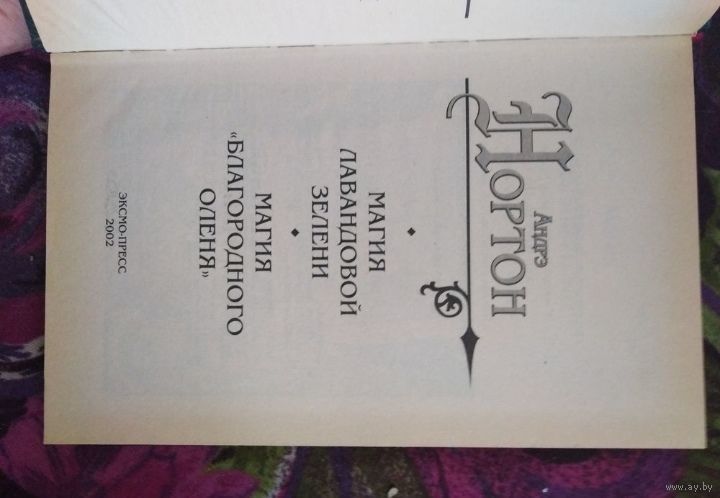 Андрэ
НОРТОН
МАГИЯ
ЛАВАНДОВОЙ
ЗЕЛЕНИ
МАГИЯ
“БЛАГОРОДНОГО
ОЛЕНЯ”
ЭКСМО-ПРЕСС
2002
www.ay.by